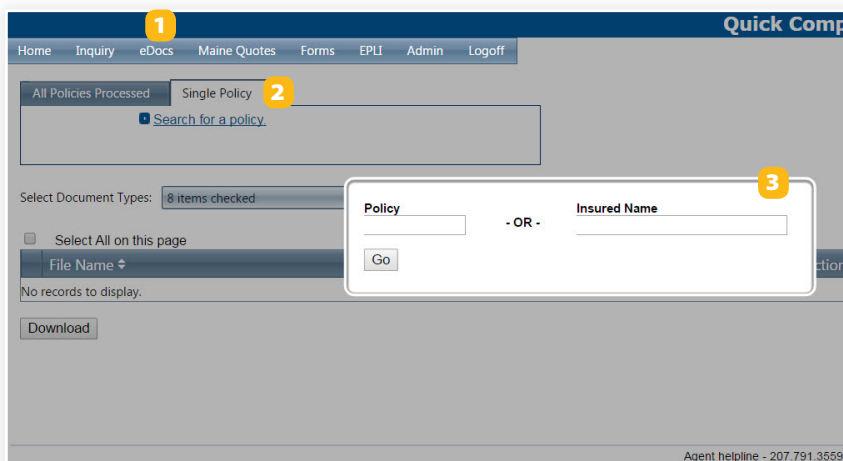 1
Quick Comp
Home Inquiry eDocs Maine Quotes Forms EPLI Admin Logoff
All Policies Processed Single Policy 2
Search for a policy.
Select Document Types: 8 items checked
3
Policy - OR - Insured Name
Go
Select All on this page
File Name
No records to display.
Download
Agent helpline - 207.791.3559